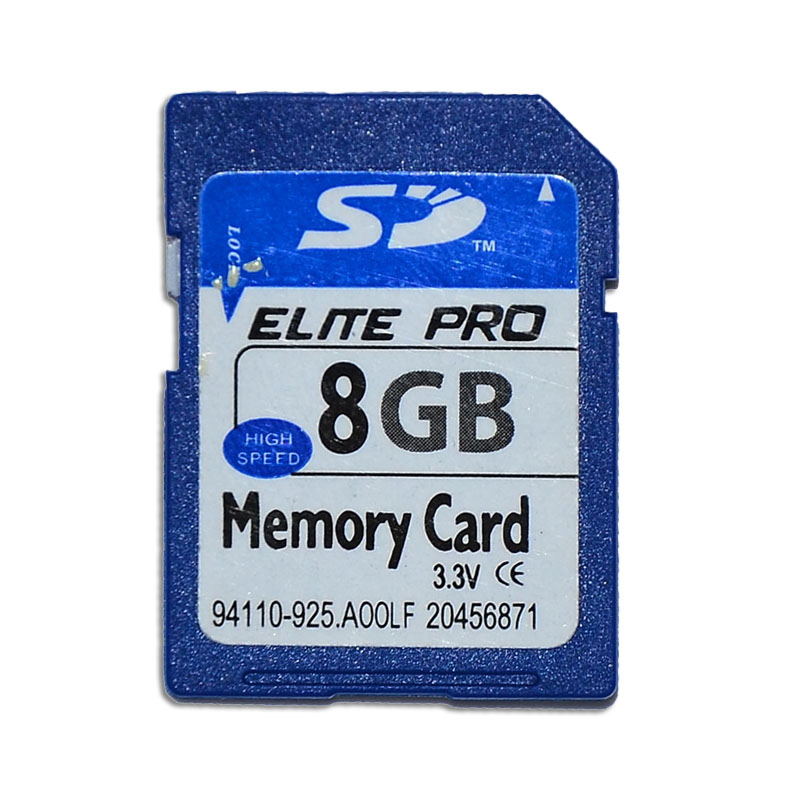 SD
TM
LOCK
ELITE PRO
8GB
HIGH
SPEED
Memory Card
3.3V CE
94110-925.A00LF 20456871